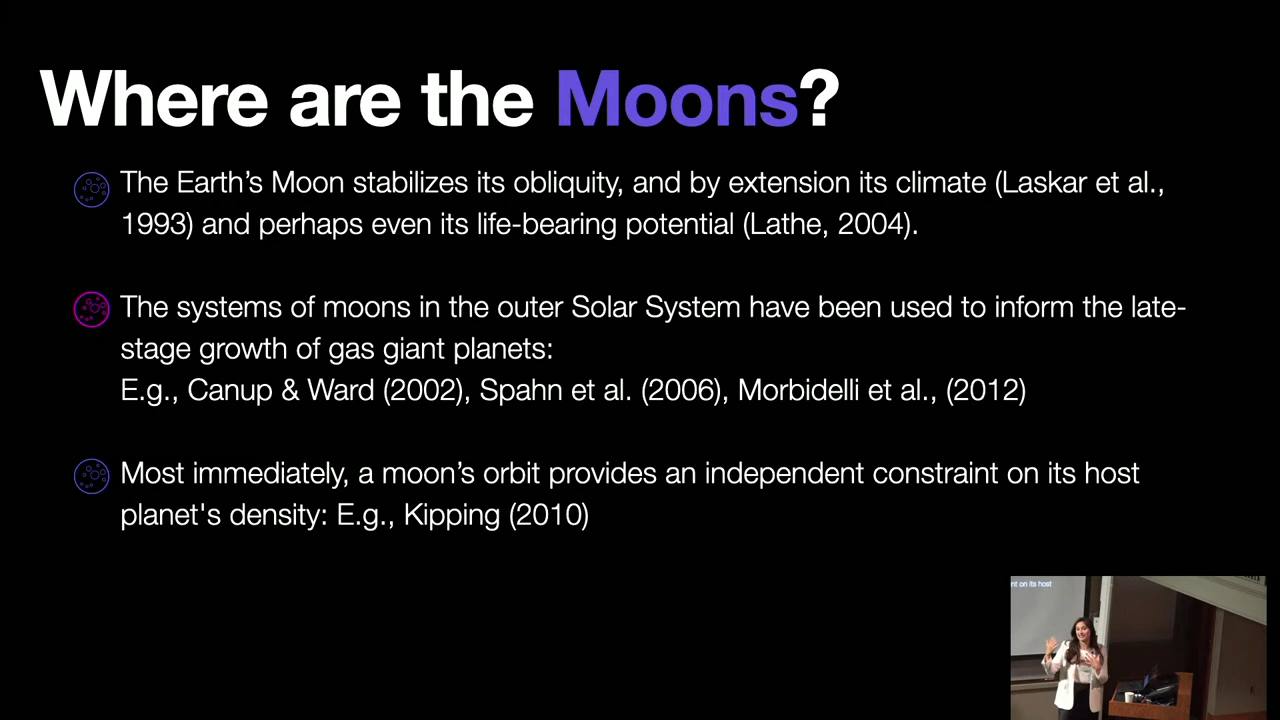 Where are the Moons?
The Earth’s Moon stabilizes its obliquity, and by extension its climate (Laskar et al.,
1993) and perhaps even its life-bearing potential (Lathe, 2004).
The systems of moons in the outer Solar System have been used to inform the late-
stage growth of gas giant planets:
E.g., Canup & Ward (2002), Spahn et al. (2006), Morbidelli et al., (2012)
Most immediately, a moon’s orbit provides an independent constraint on its host
planet's density: E.g., Kipping (2010)
nt on its host